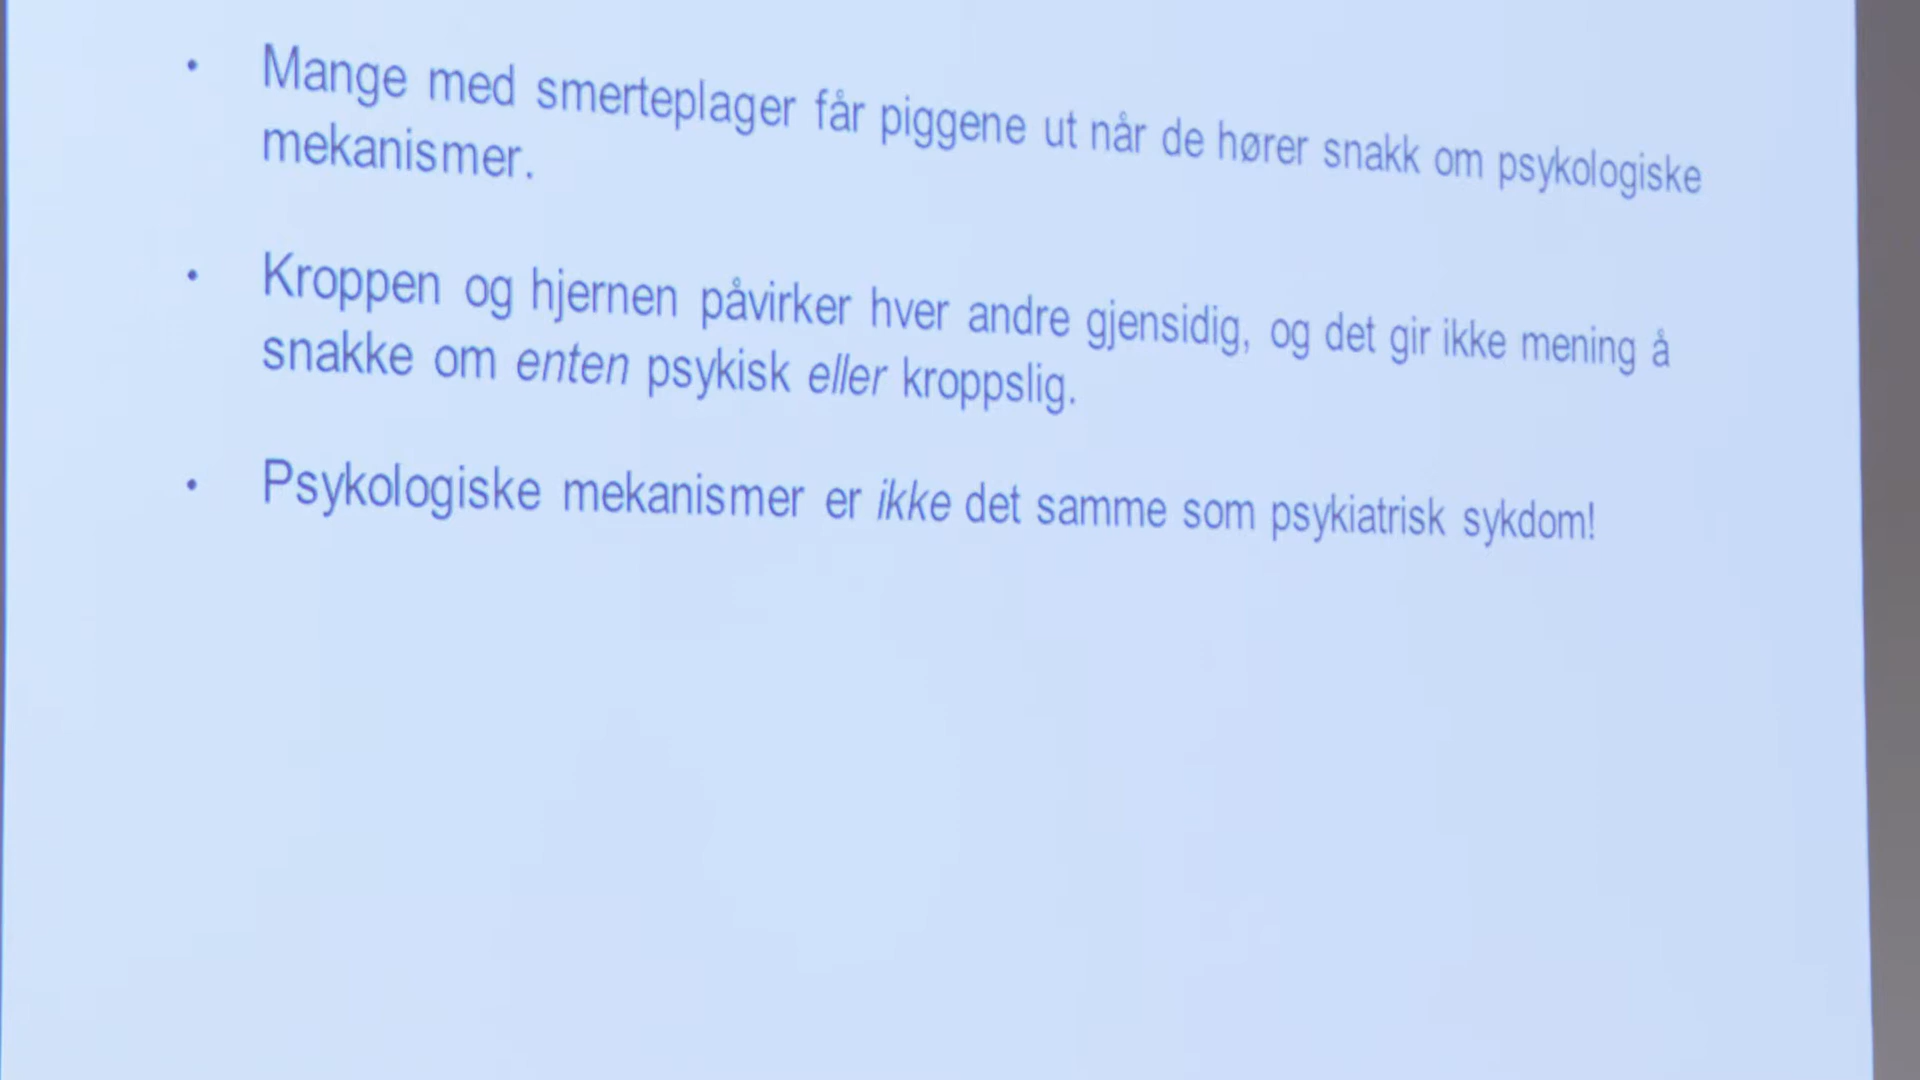 • Mange med smerteplager får piggene ut når de hører snakk om psykologiske
mekanismer.
• Kroppen og hjernen påvirker hver andre gjensidig, og det gir ikke mening å
snakke om enten psykisk eller kroppslig.
• Psykologiske mekanismer er ikke det samme som psykiatrisk sykdom!